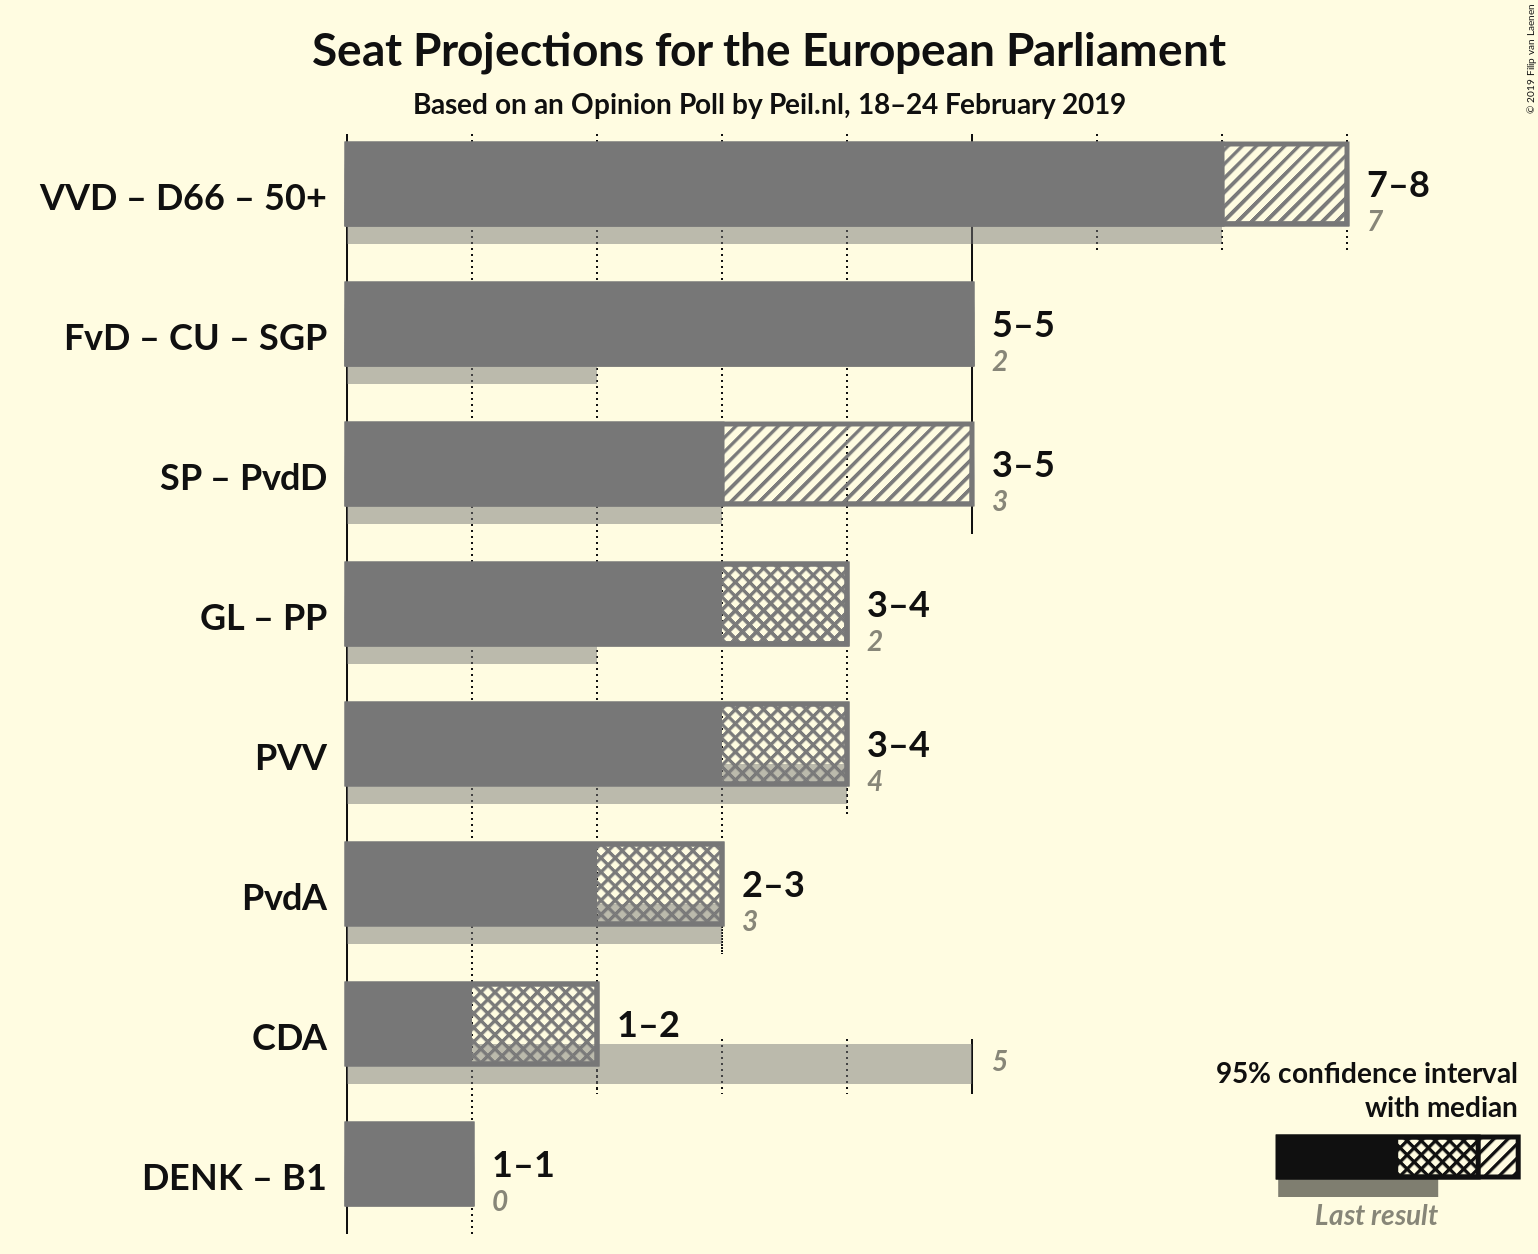 Seat Projections for the European Parliament
Based on an Opinion Poll by Peil.nl, 18–24 February 2019
© 2019 Filip van Laenen
VVD – D66 – 50+
7–8
7
FvD – CU – SGP
5–5
2
SP – PvdD
3–5
3
GL – PP
3–4
2
PVV
3–4
4
PvdA
2–3
3
CDA
1–2
5
DENK – B1
1–1
0
95% confidence interval
with median
Last result